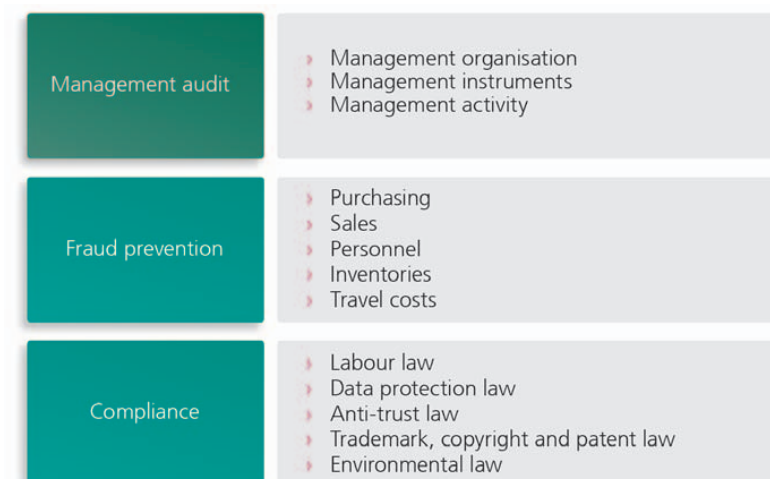 Management audit
Management organisation
Management instruments
Management activity
Fraud prevention
Purchasing
Sales
Personnel
Inventories
Travel costs
Compliance
Labour law
Data protection law
Anti-trust law
Trademark, copyright and patent law
Environmental law